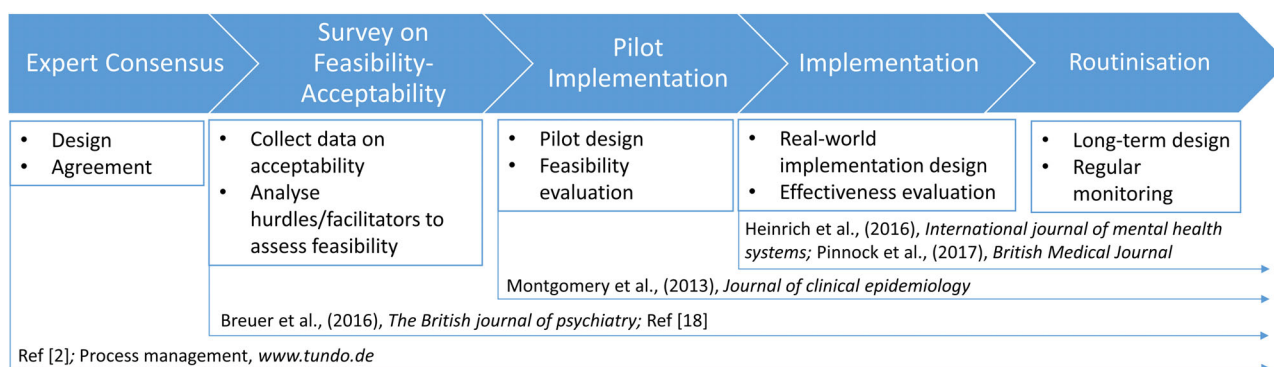 Expert Consensus
Survey on
Feasibility-
Acceptability
Pilot
Implementation
Implementation
Routinisation
• Design
• Agreement
• Collect data on
acceptability
• Analyse
hurdles/facilitators to
assess feasibility
• Pilot design
• Feasibility
evaluation
• Real-world
implementation design
• Effectiveness evaluation
• Long-term design
• Regular
monitoring
Heinrich et al., (2016), International journal of mental health
systems; Pinnock et al., (2017), British Medical Journal
Montgomery et al., (2013), Journal of clinical epidemiology
Breuer et al., (2016), The British journal of psychiatry; Ref [18]
Ref [2]; Process management, www.tundo.de